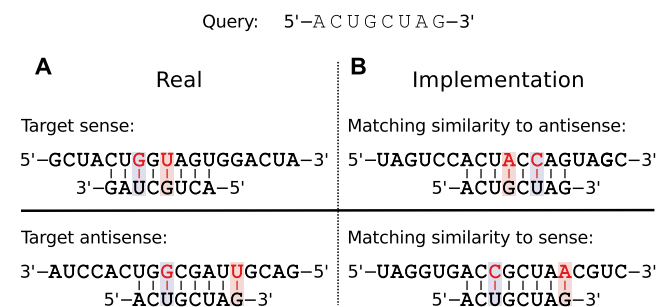 Query: 5'–ACUGCUAG–3'
A B
Real Implementation
Target sense: Matching similarity to antisense:
5'–GCUACUGGUAGUGGACUA–3' 5'–UAGUCCACUACCAGUAGC–3'
3'–GAUCGUCA–5' 5'–ACUGCUAG–3'
Target antisense: Matching similarity to sense:
3'–AUCCACUGGCGAUUGCAG–5' 5'–UAGGUGACCGCUAACGUC–3'
5'–ACUGCUAG–3' 5'–ACUGCUAG–3'